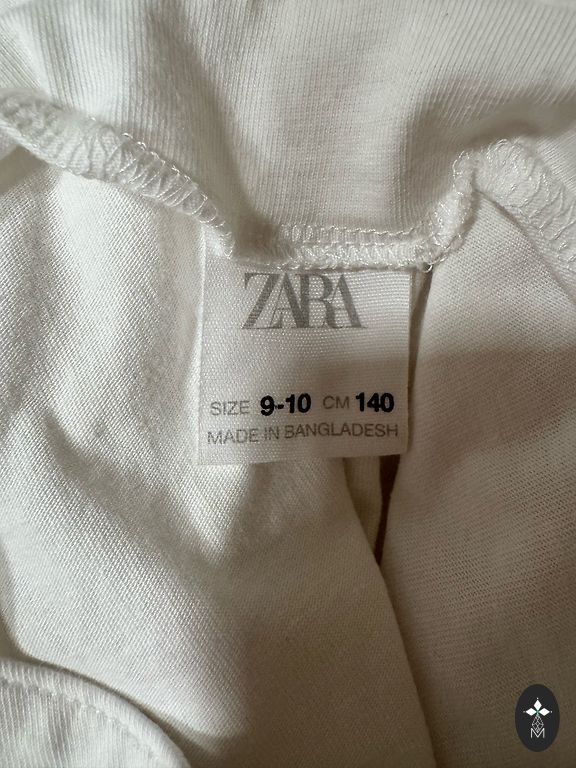 ZARA
SIZE 9-10 CM 140
MADE IN BANGLADESH
M